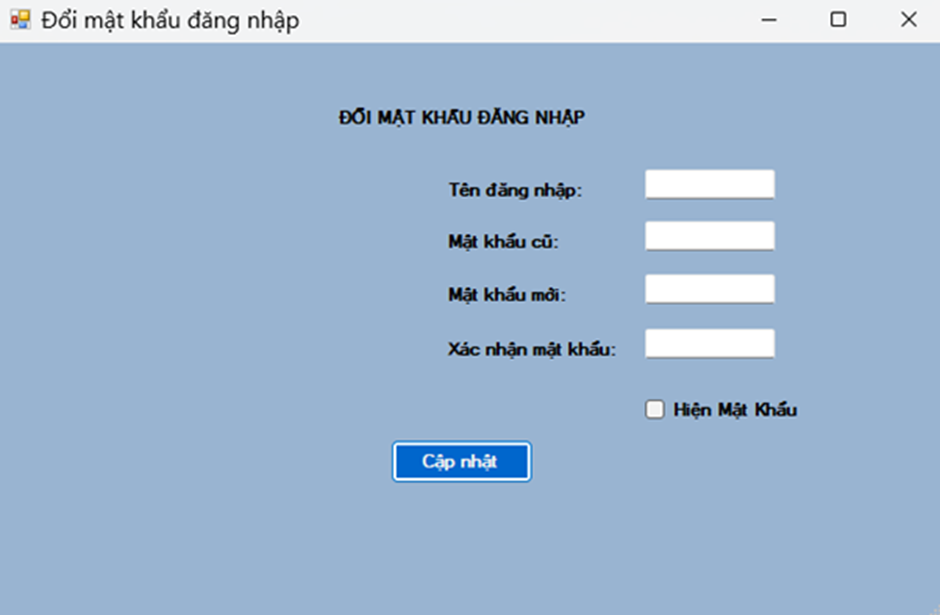 Đổi mật khẩu đăng nhập
ĐỔI MẬT KHẨU ĐĂNG NHẬP
Tên đăng nhập:
Mật khẩu cũ:
Mật khẩu mới:
Xác nhận mật khẩu:
Hiện Mật Khẩu
Cập nhật